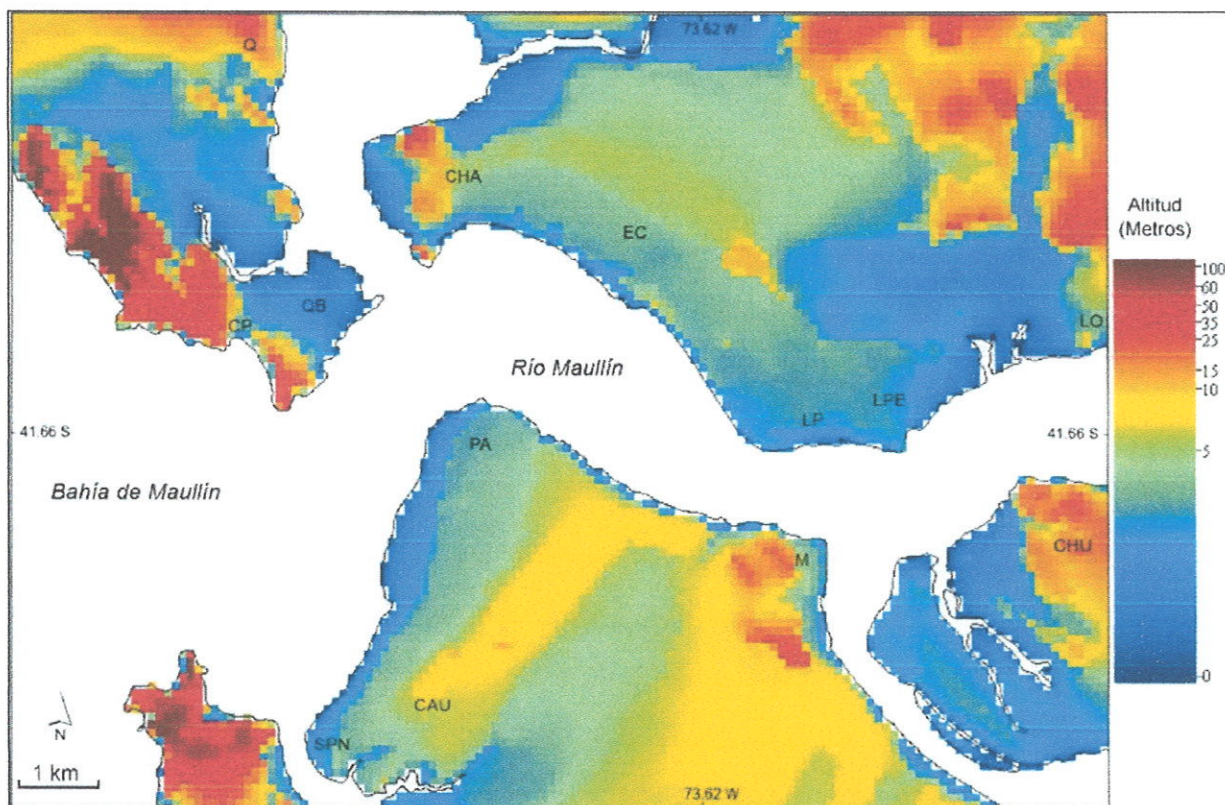 73.62 W
Q
CHA
EC
Altitud
(Metros)
100
60
50
35
25
15
10
5
0
QB
CP
LO
Río Maullín
LPE
LP
41.66 S
41.66 S
PA
Bahía de Maullín
M
CHU
CAU
SPN
N
1 km
73.62 W